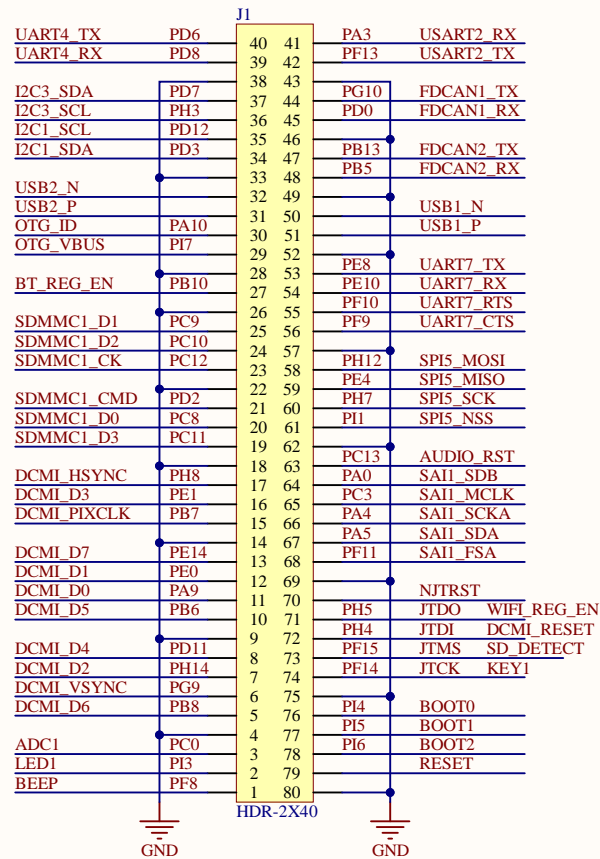 J1
UART4_TX PD6 40 41 PA3 USART2_RX
UART4_RX PD8 39 42 PF13 USART2_TX
38 43
I2C3_SDA PD7 37 44 PG10 FDCAN1_TX
I2C3_SCL PH3 36 45 PD0 FDCAN1_RX
I2C1_SCL PD12 35 46
I2C1_SDA PD3 34 47 PB13 FDCAN2_TX
33 48 PB5 FDCAN2_RX
USB2_N 32 49
USB2_P 31 50 USB1_N
OTG_ID PA10 30 51 USB1_P
OTG_VBUS PI7 29 52
28 53 PE8 UART7_TX
BT_REG_EN PB10 27 54 PE10 UART7_RX
26 55 PF10 UART7_RTS
SDMMC1_D1 PC9 25 56 PF9 UART7_CTS
SDMMC1_D2 PC10 24 57
SDMMC1_CK PC12 23 58 PH12 SPI5_MOSI
22 59 PE4 SPI5_MISO
SDMMC1_CMD PD2 21 60 PH7 SPI5_SCK
SDMMC1_D0 PC8 20 61 PI1 SPI5_NSS
SDMMC1_D3 PC11 19 62
18 63 PC13 AUDIO_RST
DCMI_HSYNC PH8 17 64 PA0 SAI1_SDB
DCMI_D3 PE1 16 65 PC3 SAI1_MCLK
DCMI_PIXCLK PB7 15 66 PA4 SAI1_SCKA
14 67 PA5 SAI1_SDA
DCMI_D7 PE14 13 68 PF11 SAI1_FSA
DCMI_D1 PE0 12 69
DCMI_D0 PA9 11 70 NJTRST
DCMI_D5 PB6 10 71 PH5 JTDO WIFI_REG_EN
9 72 PH4 JTDI DCMI_RESET
DCMI_D4 PD11 8 73 PF15 JTMS SD_DETECT
DCMI_D2 PH14 7 74 PF14 JTCK KEY1
DCMI_VSYNC PG9 6 75
DCMI_D6 PB8 5 76 PI4 BOOT0
4 77 PI5 BOOT1
ADC1 PC0 3 78 PI6 BOOT2
LED1 PI3 2 79 RESET
BEEP PF8 1 80
HDR-2X40
GND GND